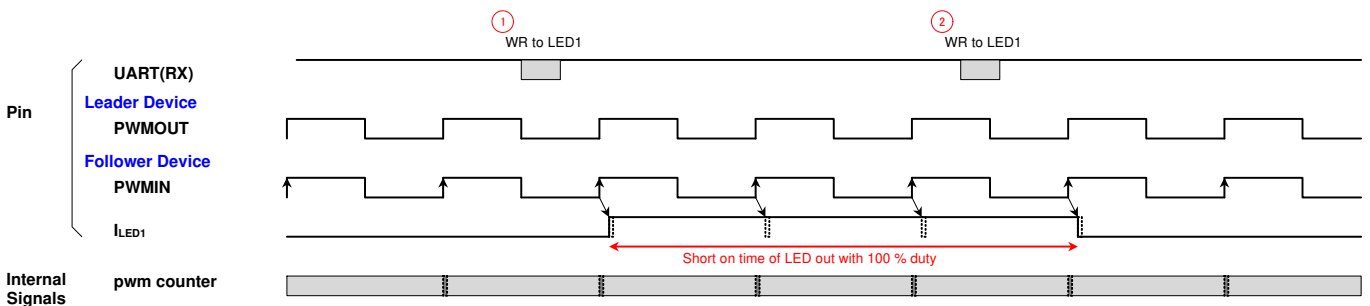 1
2
WR to LED1
WR to LED1
UART(RX)
Pin
Leader Device
PWMOUT
Follower Device
PWMIN
ILED1
Short on time of LED out with 100 % duty
Internal
Signals
pwm counter